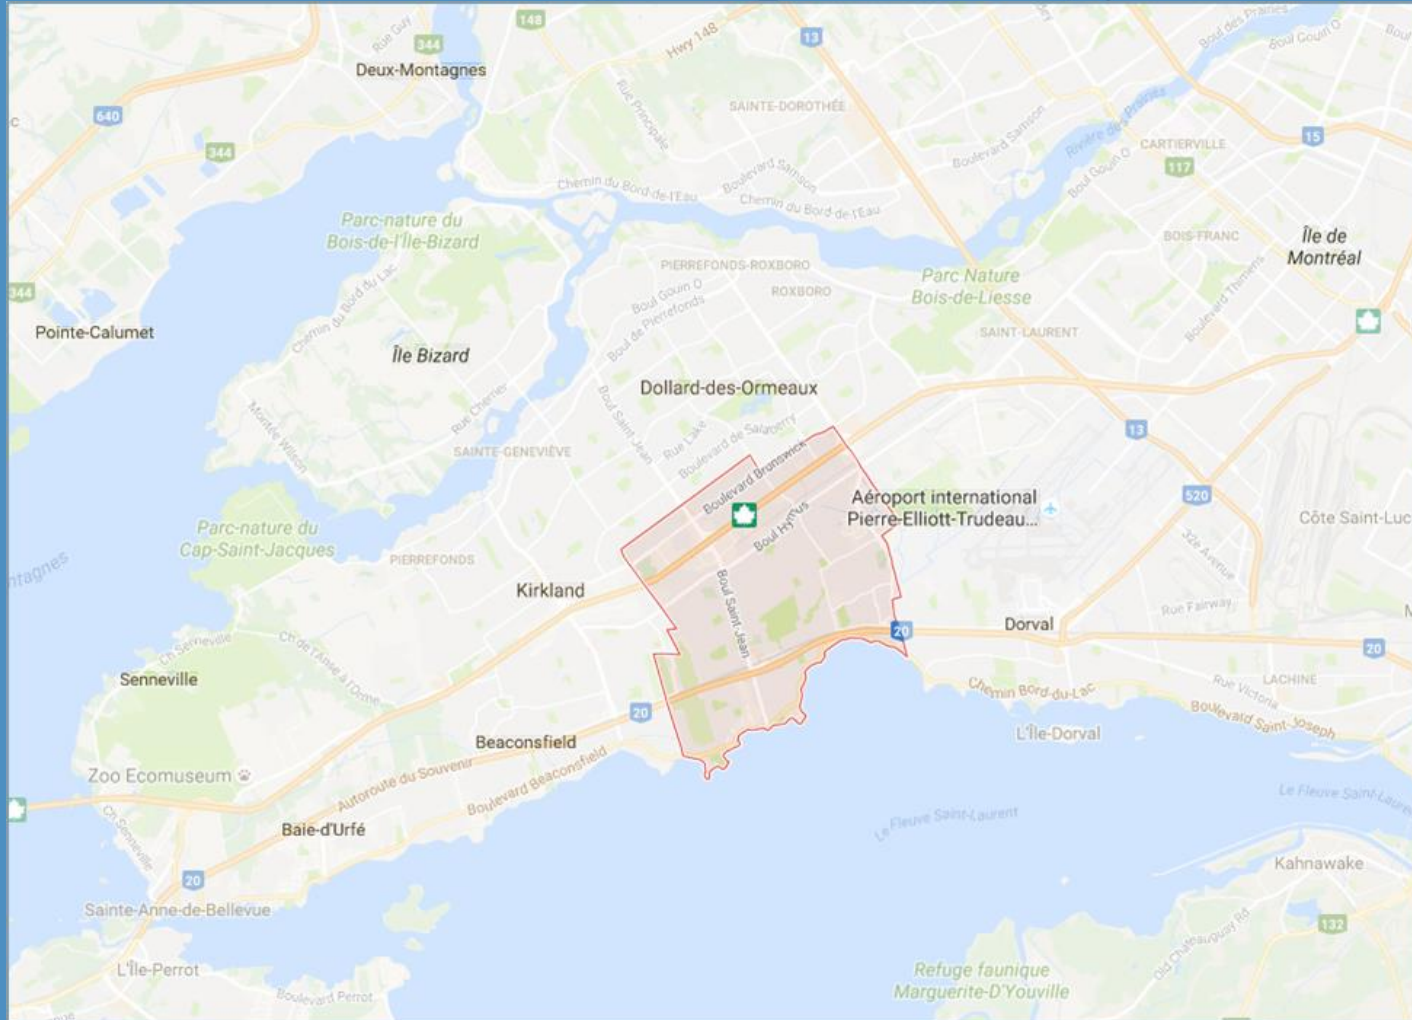 148
13
Rue Guy
344
Hwy 148
Boul des Prairies
Boul Gouin O
Deux-Montagnes
Rue Principale
SAINTE-DOROTHÉE
640
Boulevard Samson
Rivière des Prairies
15
344
CARTIERVILLE
117
Chemin du Bord-de-l'Eau
Boulevard Samson
Chemin du Bord-de-l'Eau
Boul Gouin O
Parc-nature du
Bois-de-l'Île-Bizard
BOIS-FRANC
Île de
Montréal
PIERREFONDS-ROXBORO
Parc Nature
Bois-de-Liesse
Chemin du Bord du Lac
Boul Gouin O
ROXBORO
Boulevard Thimens
344
Boul de Pierrefonds
Pointe-Calumet
SAINT-LAURENT
Île Bizard
Dollard-des-Ormeaux
Rue Cherrier
Boul Saint-Jean
Montée Wilson
Rue Lake
Boulevard de Salaberry
13
SAINTE-GENEVIÈVE
Boulevard Brunswick
520
Aéroport international
Pierre-Elliott-Trudeau...
Côte Saint-Luc
Parc-nature du
Cap-Saint-Jacques
Boul Hymus
PIERREFONDS
32e Avenue
ntagnes
Kirkland
Boul Saint-Jean
Rue Fairway
Ch Senneville
Ch de l'Anse à l'Orme
20
Dorval
20
Senneville
Chemin Bord-du-Lac
LACHINE
Rue Victoria
20
Boulevard Saint-Joseph
L'Île-Dorval
Beaconsfield
Zoo Ecomuseum
Autoroute du Souvenir
Boulevard Beaconsfield
Le Fleuve Saint-Laurent
Ch Senneville
Baie-d'Urfé
Le Fleuve Saint-Laurent
Kahnawake
20
Sainte-Anne-de-Bellevue
132
Old Châteauguay Rd
L'Île-Perrot
Refuge faunique
Marguerite-D'Youville
Boulevard Perrot